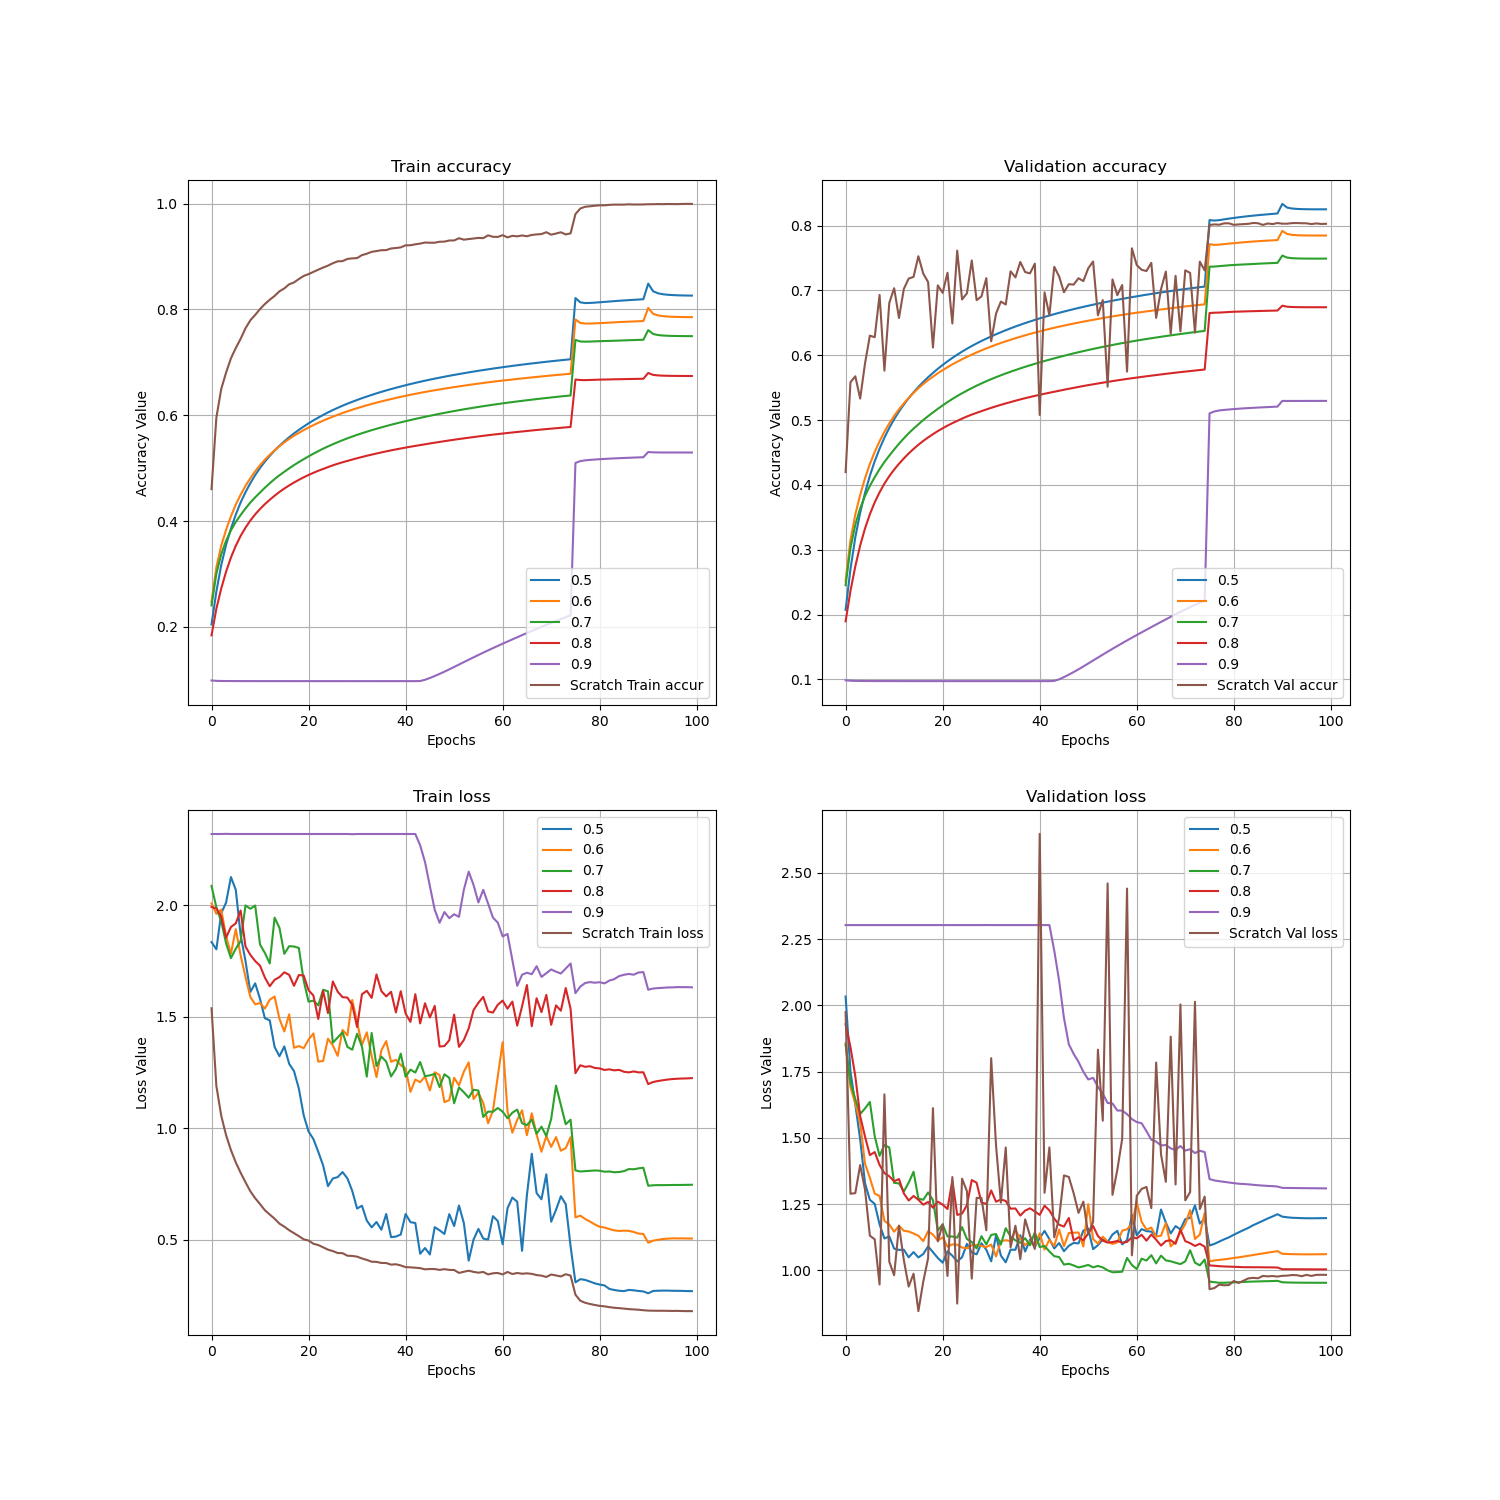 Train accuracy
1.0
0.8
0.6
0.4
0.2
Accuracy Value
0.5
0.6
0.7
0.8
0.9
Scratch Train accur
0 20 40 60 80 100
Epochs
Validation accuracy
0.8
0.7
0.6
0.5
0.4
0.3
0.2
0.1
Accuracy Value
0.5
0.6
0.7
0.8
0.9
Scratch Val accur
0 20 40 60 80 100
Epochs
Train loss
2.0
1.5
1.0
0.5
Loss Value
0.5
0.6
0.7
0.8
0.9
Scratch Train loss
0 20 40 60 80 100
Epochs
Validation loss
2.50
2.25
2.00
1.75
1.50
1.25
1.00
Loss Value
0.5
0.6
0.7
0.8
0.9
Scratch Val loss
0 20 40 60 80 100
Epochs